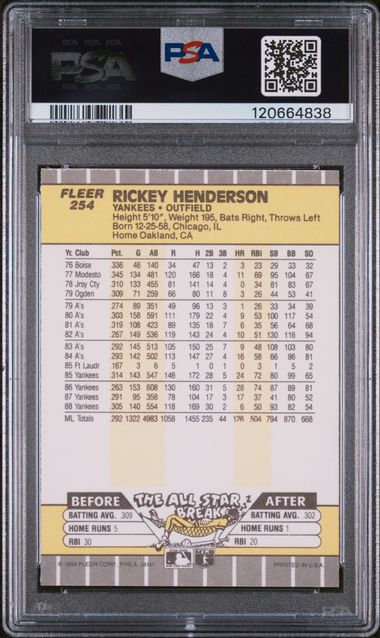 PSA
PSA
120664838
FLEER
254
RICKEY HENDERSON
YANKEES • OUTFIELD
Height 5'10", Weight 195, Bats Right, Throws Left
Born 12-25-58, Chicago, IL
Home Oakland, CA
Yr. Club Pct. G AB R H 2B 3B HR RBI SB BB SO
76 Boise .336 46 140 34 47 13 2 3 23 29 33 32
77 Modesto .345 134 481 120 166 18 4 11 69 95 104 67
78 Jrsy Cty .310 133 455 81 141 14 4 0 34 81 83 67
79 Ogden .309 71 259 66 80 11 8 3 26 44 53 41
79 A's .274 89 351 49 96 13 3 1 26 33 34 39
80 A's .303 158 591 111 179 22 4 9 53 100 117 54
81 A's .319 108 423 89 135 18 7 6 35 56 64 68
82 A's .267 149 536 119 143 24 4 10 51 130 116 94
83 A's .292 145 513 105 150 25 7 9 48 108 103 80
84 A's .293 142 502 113 147 27 4 16 58 66 86 81
85 Ft Laudr .167 3 6 5 1 0 1 0 3 1 5 2
85 Yankees .314 143 547 146 172 28 5 24 72 80 99 65
86 Yankees .263 153 608 130 160 31 5 28 74 87 89 81
87 Yankees .291 95 358 78 104 17 3 17 37 41 80 52
88 Yankees .305 140 554 118 169 30 2 6 50 93 82 54
ML Totals .292 1322 4983 1058 1455 235 44 126 504 794 870 668
BEFORE THE ALL STAR BREAK AFTER
BATTING AVG. .309 BATTING AVG. .302
HOME RUNS 5 HOME RUNS 1
RBI 30 RBI 20
© 1989 FLEER CORP. PHILA. 19141 PRINTED IN U.S.A.